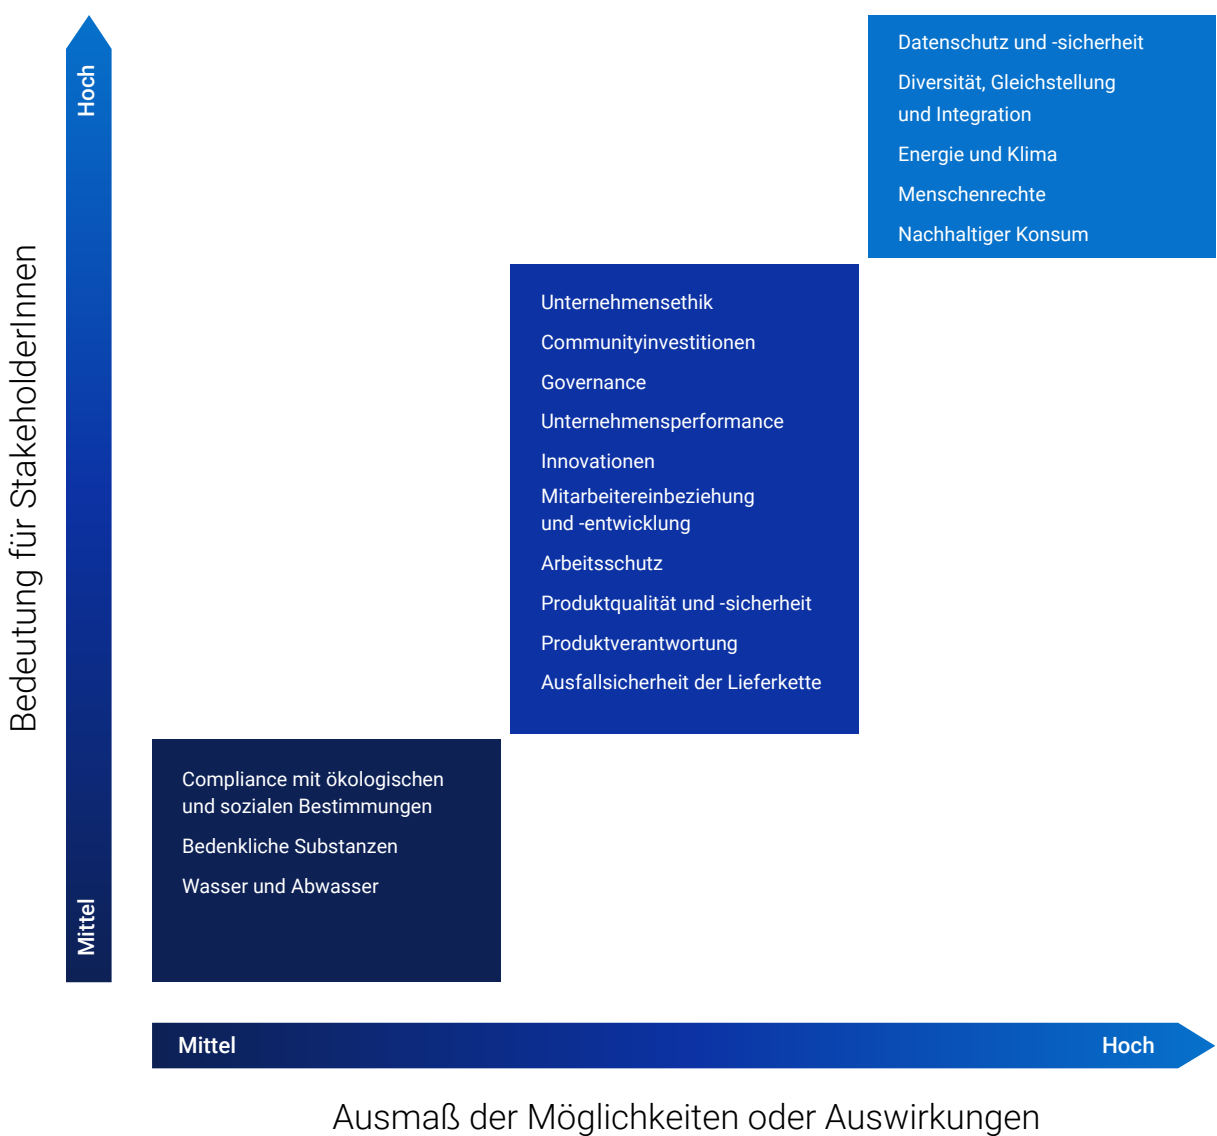 Bedeutung für StakeholderInnen
Hoch
Mittel
Datenschutz und -sicherheit
Diversität, Gleichstellung
und Integration
Energie und Klima
Menschenrechte
Nachhaltiger Konsum
Unternehmensethik
Communityinvestitionen
Governance
Unternehmensperformance
Innovationen
Mitarbeitereinbeziehung
und -entwicklung
Arbeitsschutz
Produktqualität und -sicherheit
Produktverantwortung
Ausfallsicherheit der Lieferkette
Compliance mit ökologischen
und sozialen Bestimmungen
Bedenkliche Substanzen
Wasser und Abwasser
Mittel
Hoch
Ausmaß der Möglichkeiten oder Auswirkungen